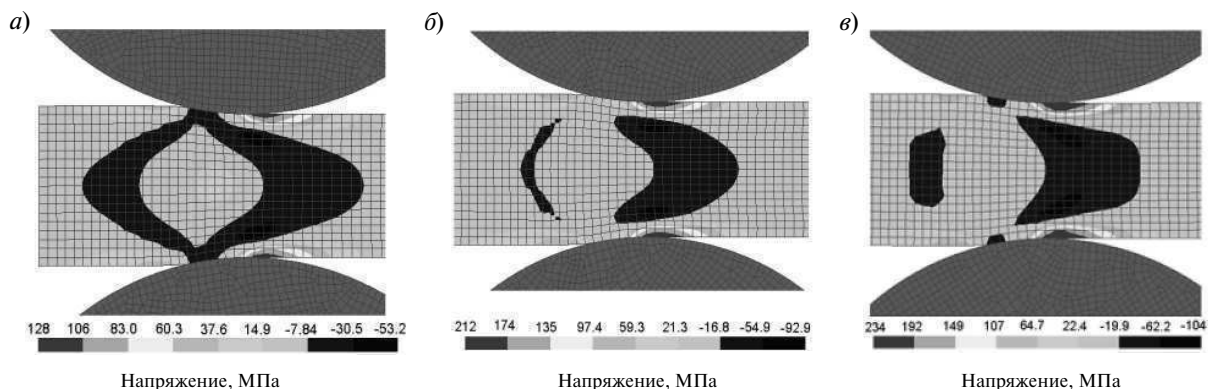 а) б) в)
128 106 83.0 60.3 37.6 14.9 -7.84 -30.5 -53.2
212 174 135 97.4 59.3 21.3 -16.8 -54.9 -92.9
234 192 149 107 64.7 22.4 -19.9 -62.2 -104
Напряжение, МПа Напряжение, МПа Напряжение, МПа